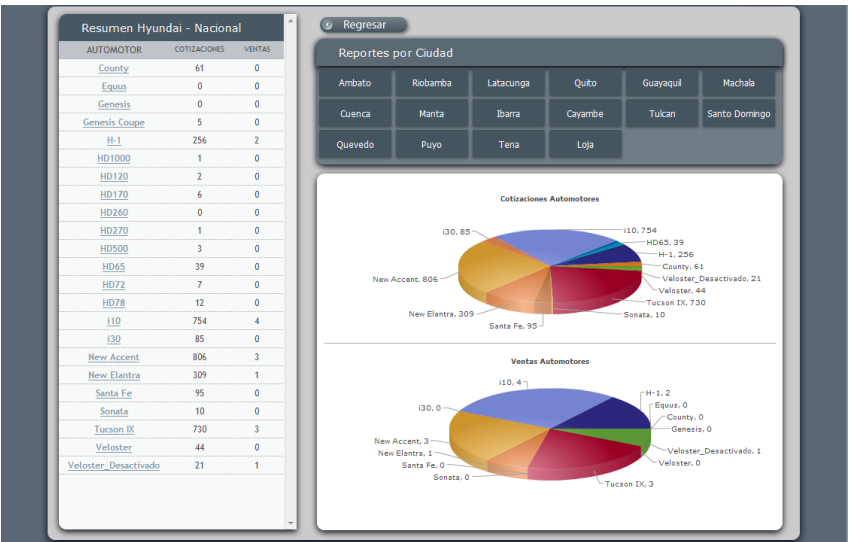 Resumen Hyundai - Nacional
AUTOMOTOR COTIZACIONES VENTAS
County 61 0
Equus 0 0
Genesis 0 0
Genesis Coupe 5 0
H-1 256 2
HD1000 1 0
HD120 2 0
HD170 6 0
HD260 0 0
HD270 1 0
HD500 3 0
HD65 39 0
HD72 7 0
HD78 12 0
i10 754 4
i30 85 0
New Accent 806 3
New Elantra 309 1
Santa Fe 95 0
Sonata 10 0
Tucson IX 730 3
Veloster 44 0
Veloster_Desactivado 21 1
Regresar
Reportes por Ciudad
Ambato Riobamba Latacunga Quito Guayaquil Machala
Cuenca Manta Ibarra Cayambe Tulcan Santo Domingo
Quevedo Puyo Tena Loja
Cotizaciones Automotores
i30, 85
i10, 754
HD65, 39
H-1, 256
County, 61
New Accent, 806
Veloster_Desactivado, 21
Veloster, 44
Tucson IX, 730
New Elantra, 309
Sonata, 10
Santa Fe, 95
Ventas Automotores
i10, 4
H-1, 2
i30, 0
Equus, 0
County, 0
Genesis, 0
New Accent, 3
Veloster_Desactivado, 1
New Elantra, 1
Veloster, 0
Santa Fe, 0
Sonata, 0
Tucson IX, 3